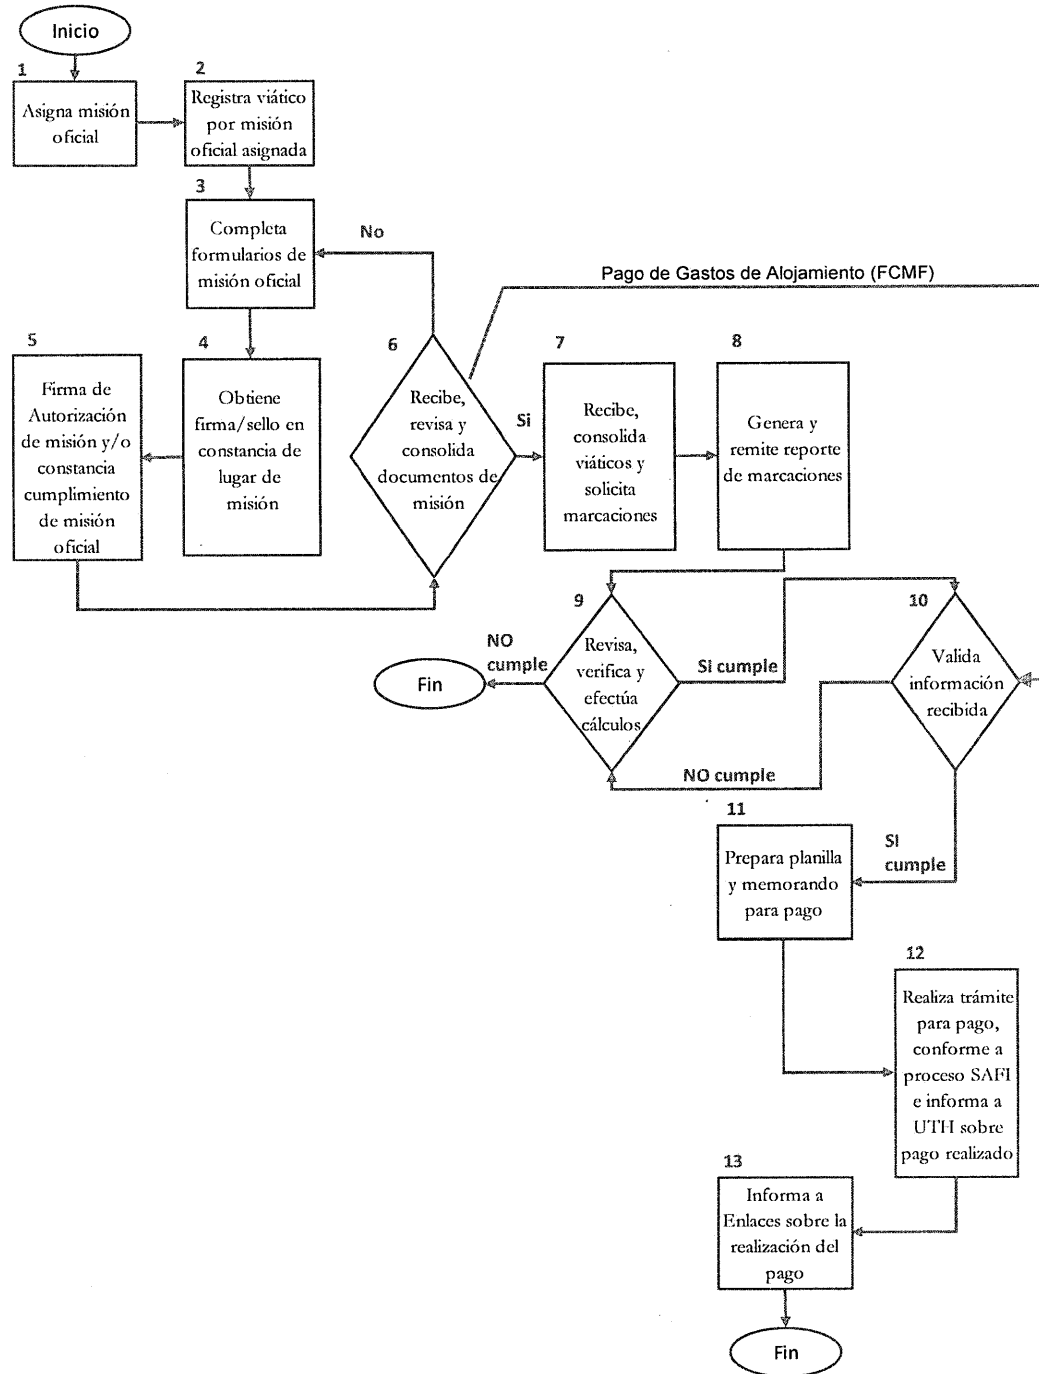 Inicio
1
Asigna misión
oficial
2
Registra viático
por misión
oficial asignada
3
Completa
formularios de
misión oficial
No
Pago de Gastos de Alojamiento (FCMF)
5
Firma de
Autorización
de misión y/o
constancia
cumplimiento
de misión
oficial
4
Obtiene
firma/sello en
constancia de
lugar de
misión
6
Recibe,
revisa y
consolida
documentos de
misión
Si
7
Recibe,
consolida
viáticos y
solicita
marcaciones
8
Genera y
remite reporte
de marcaciones
9
Revisa,
verifica y
efectúa
cálculos
NO
cumple
Fin
Si cumple
10
Valida
información
recibida
NO cumple
11
Prepara planilla
y memorando
para pago
SI
cumple
12
Realiza trámite
para pago,
conforme a
proceso SAFI
e informa a
UTH sobre
pago realizado
13
Informa a
Enlaces sobre la
realización del
pago
Fin